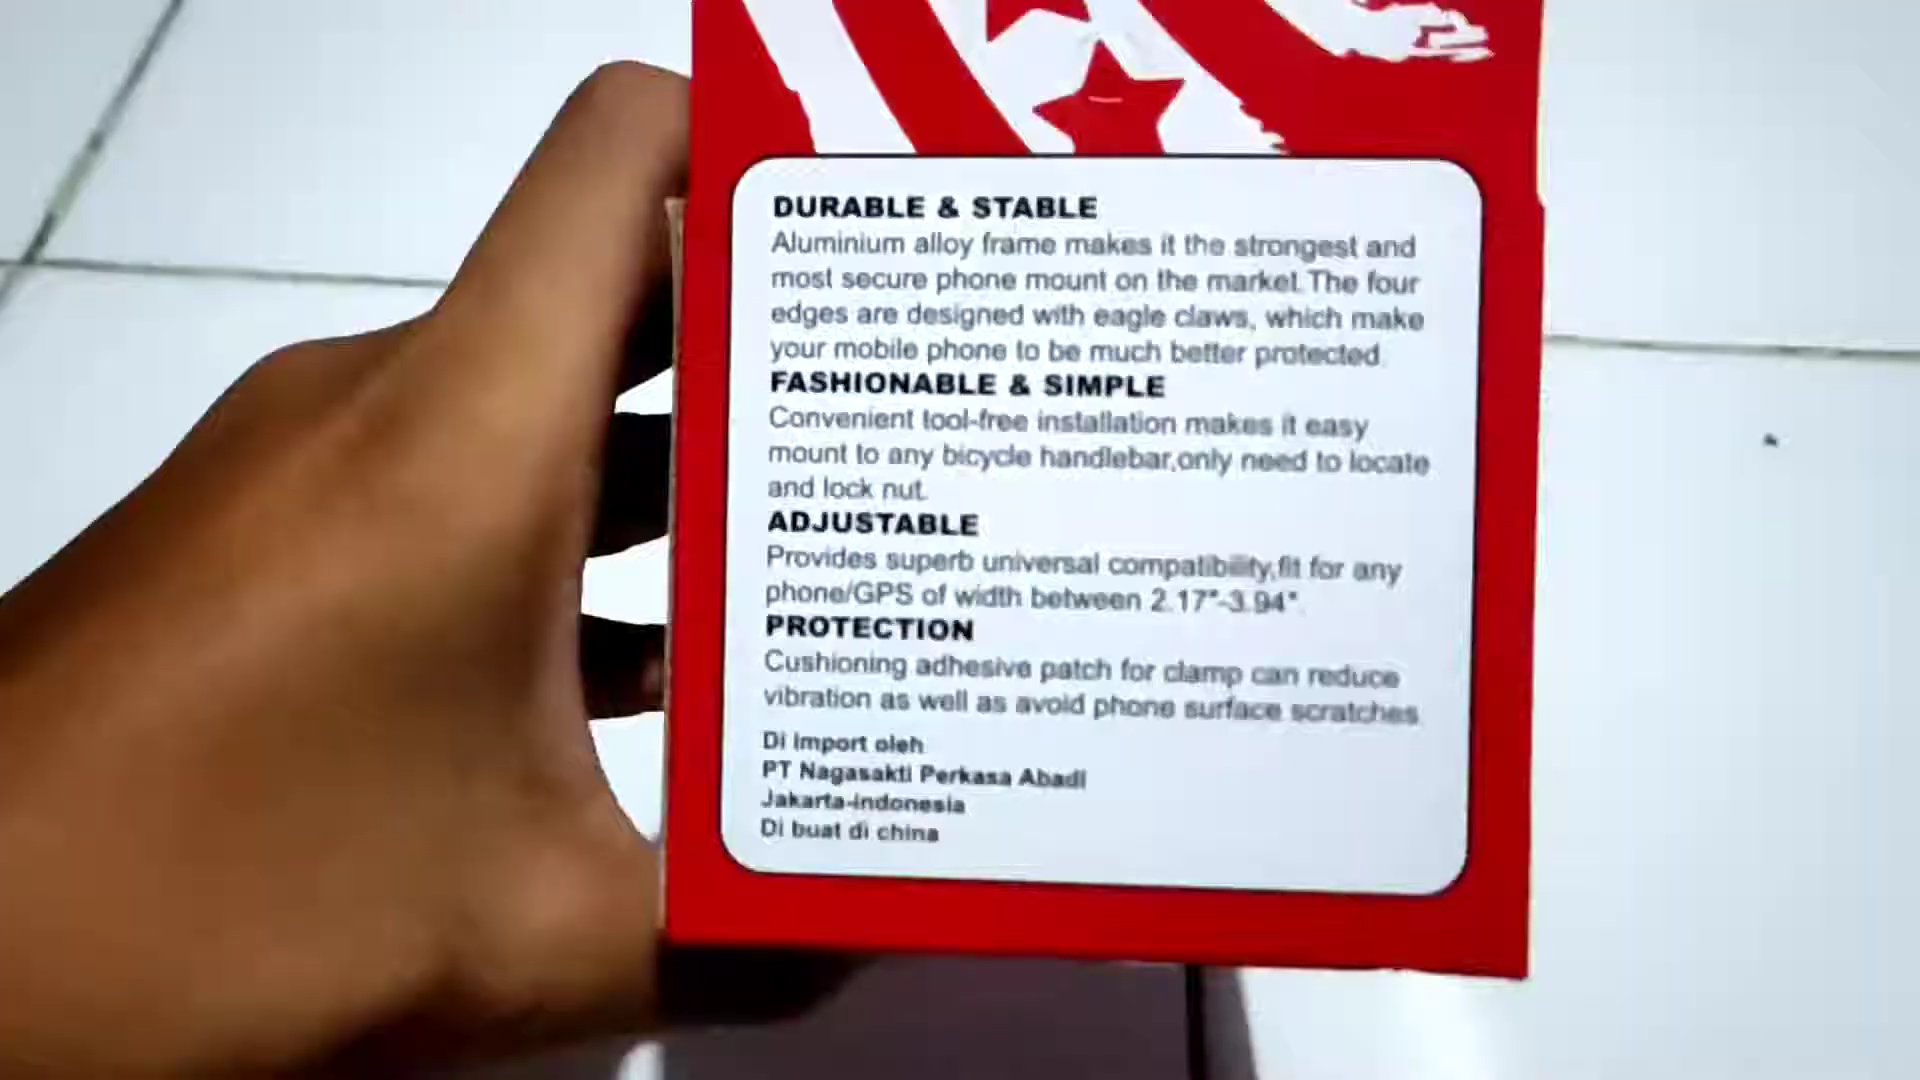 DURABLE & STABLE
Aluminium alloy frame makes it the strongest and
most secure phone mount on the market.The four
edges are designed with eagle claws, which make
your mobile phone to be much better protected.
FASHIONABLE & SIMPLE
Convenient tool-free installation makes it easy
mount to any bicycle handlebar,only need to locate
and lock nut.
ADJUSTABLE
Provides superb universal compatibility,fit for any
phone/GPS of width between 2.17"-3.94".
PROTECTION
Cushioning adhesive patch for clamp can reduce
vibration as well as avoid phone surface scratches
Di import oleh
PT Nagasakti Perkasa Abadi
Jakarta-indonesia
Di buat di china